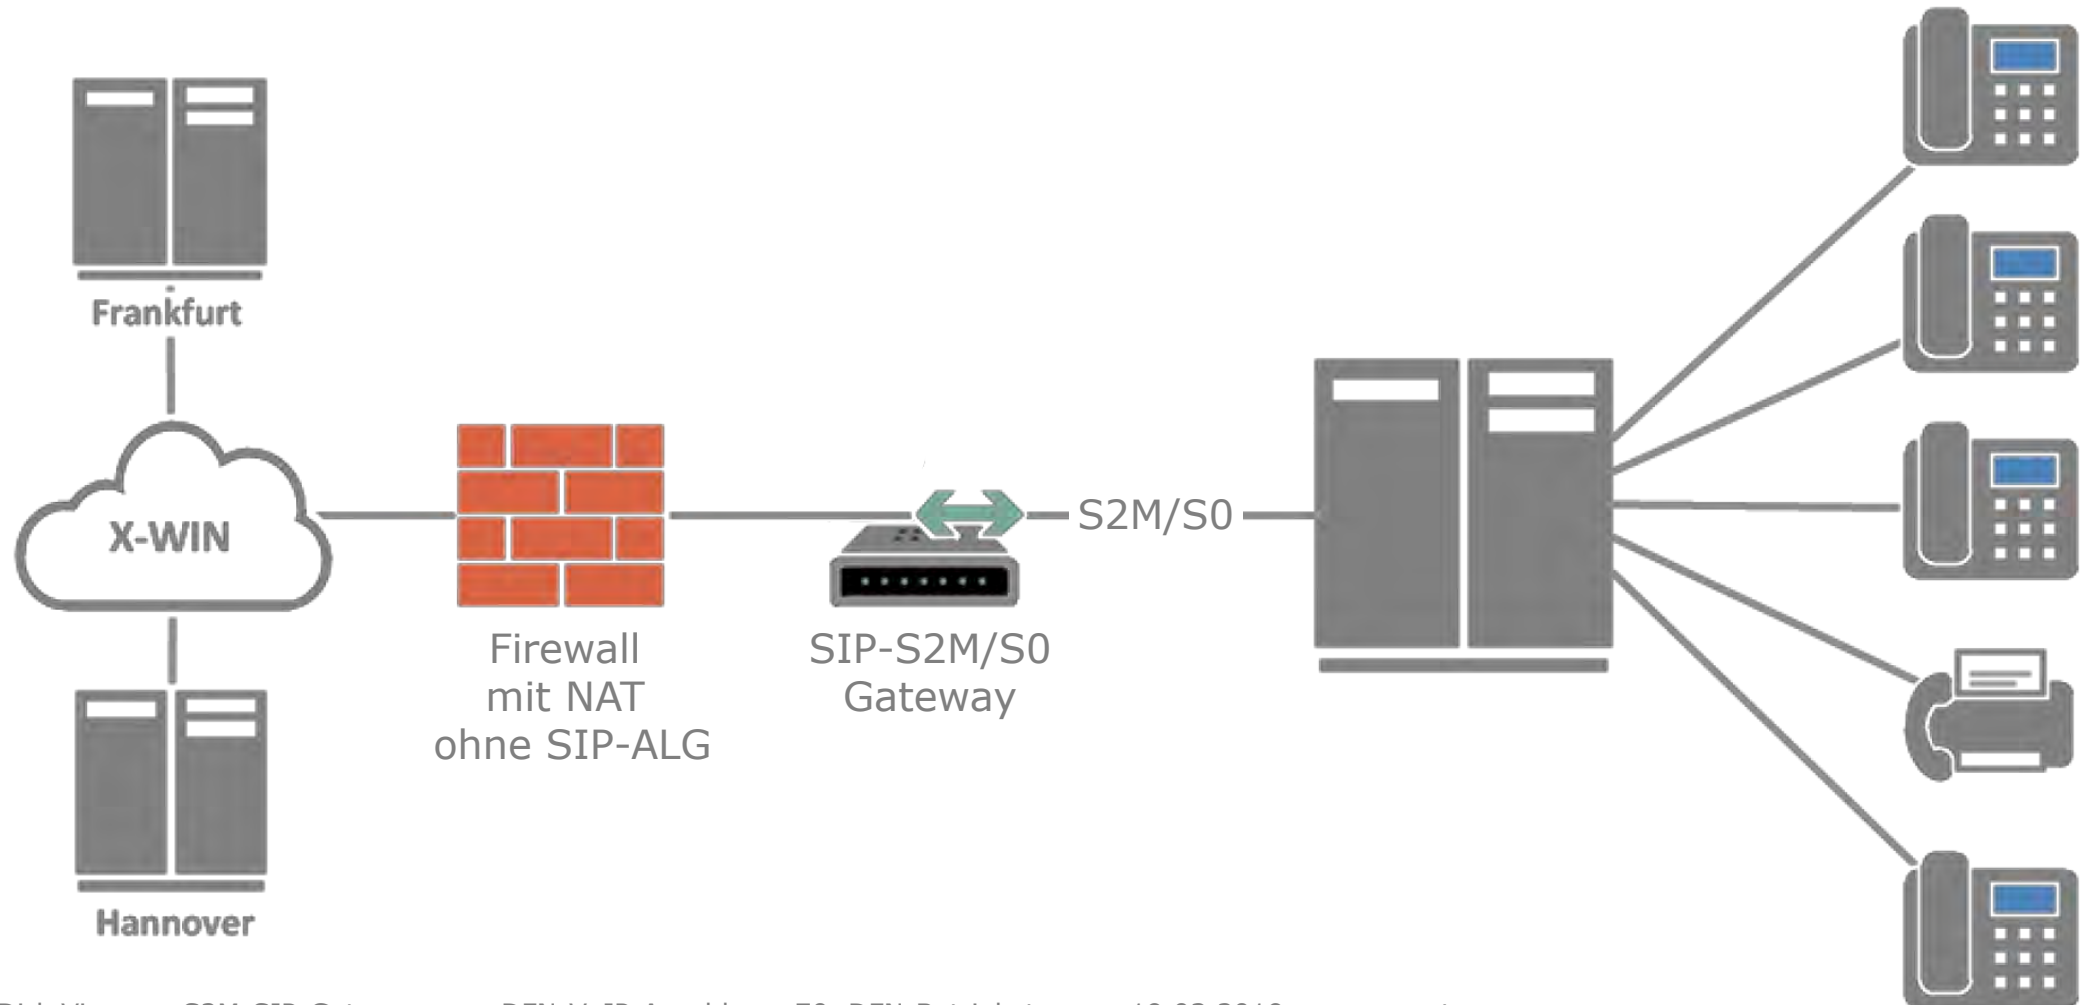 Frankfurt
X-WIN
S2M/S0
Firewall
mit NAT
ohne SIP-ALG
SIP-S2M/S0
Gateway
Hannover